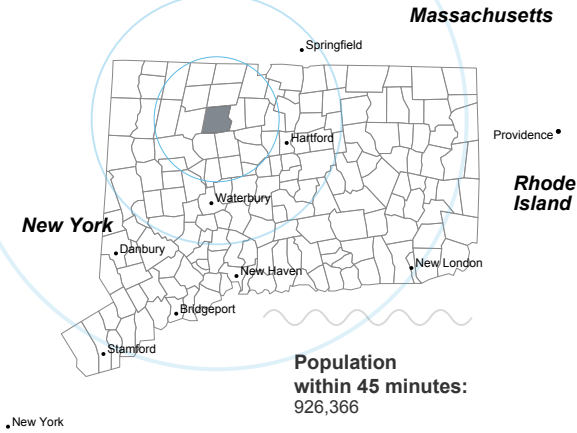 Massachusetts
Springfield
Providence
Hartford
Rhode
Island
Waterbury
New York
Danbury
New Haven
New London
Bridgeport
Stamford
Population
within 45 minutes:
926,366
New York